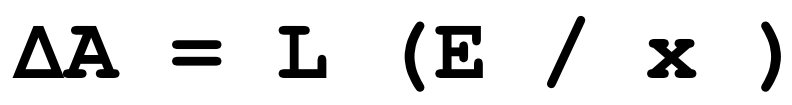 ΔA = L (E / x )